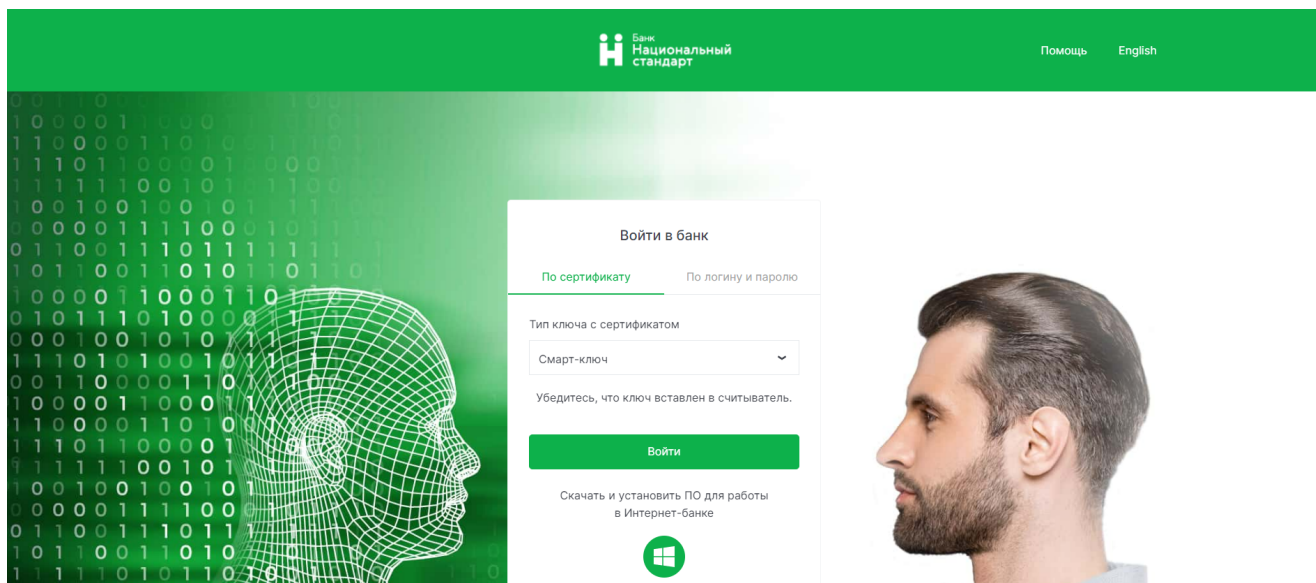 Банк
Национальный
стандарт
Помощь
English
Войти в банк
По сертификату
По логину и паролю
Тип ключа с сертификатом
Смарт-ключ
Убедитесь, что ключ вставлен в считыватель.
Войти
Скачать и установить ПО для работы
в Интернет-банке